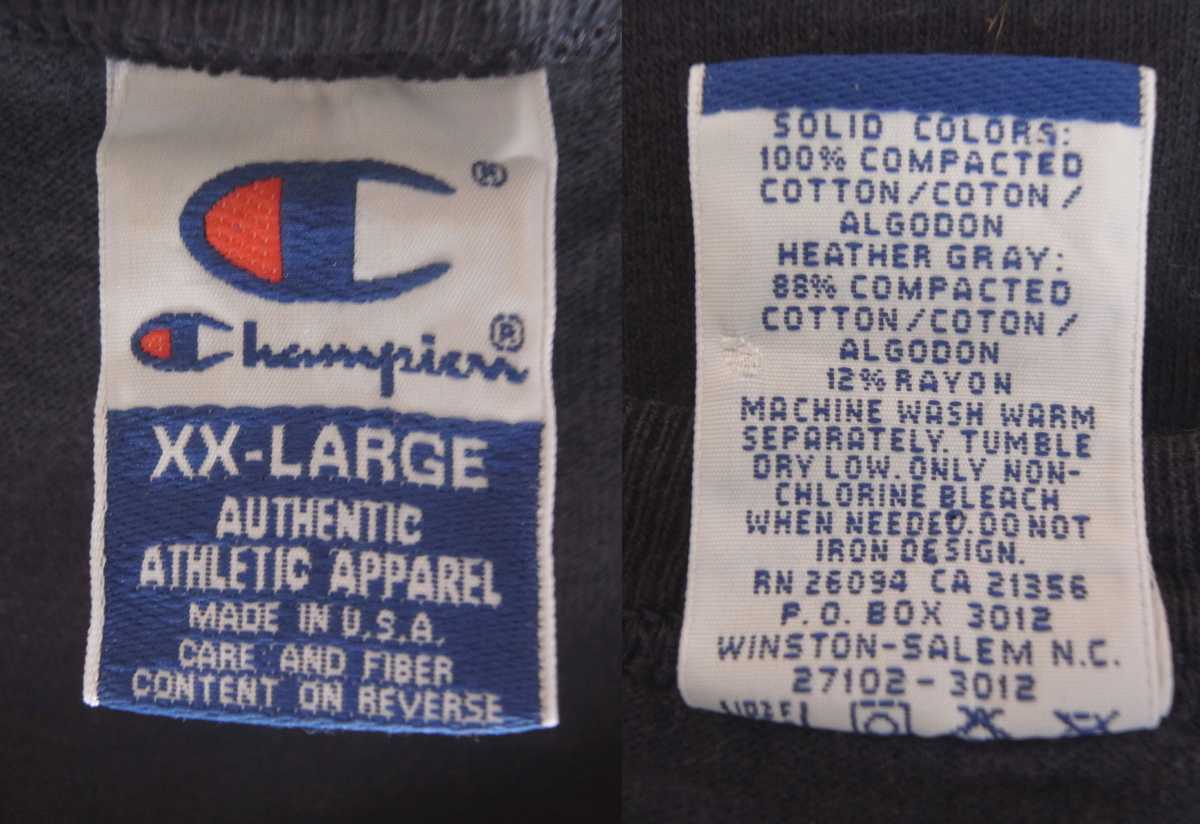 ®
Champion®
XX-LARGE
AUTHENTIC
ATHLETIC APPAREL
MADE IN U.S.A.
CARE AND FIBER
CONTENT ON REVERSE
SOLID COLORS:
100% COMPACTED
COTTON/COTON/
ALGODON
HEATHER GRAY:
88% COMPACTED
COTTON/COTON/
ALGODON
12% RAYON
MACHINE WASH WARM
SEPARATELY. TUMBLE
DRY LOW. ONLY NON-
CHLORINE BLEACH
WHEN NEEDED. DO NOT
IRON DESIGN.
RN 26094 CA 21356
P.O. BOX 3012
WINSTON-SALEM N.C.
27102-3012